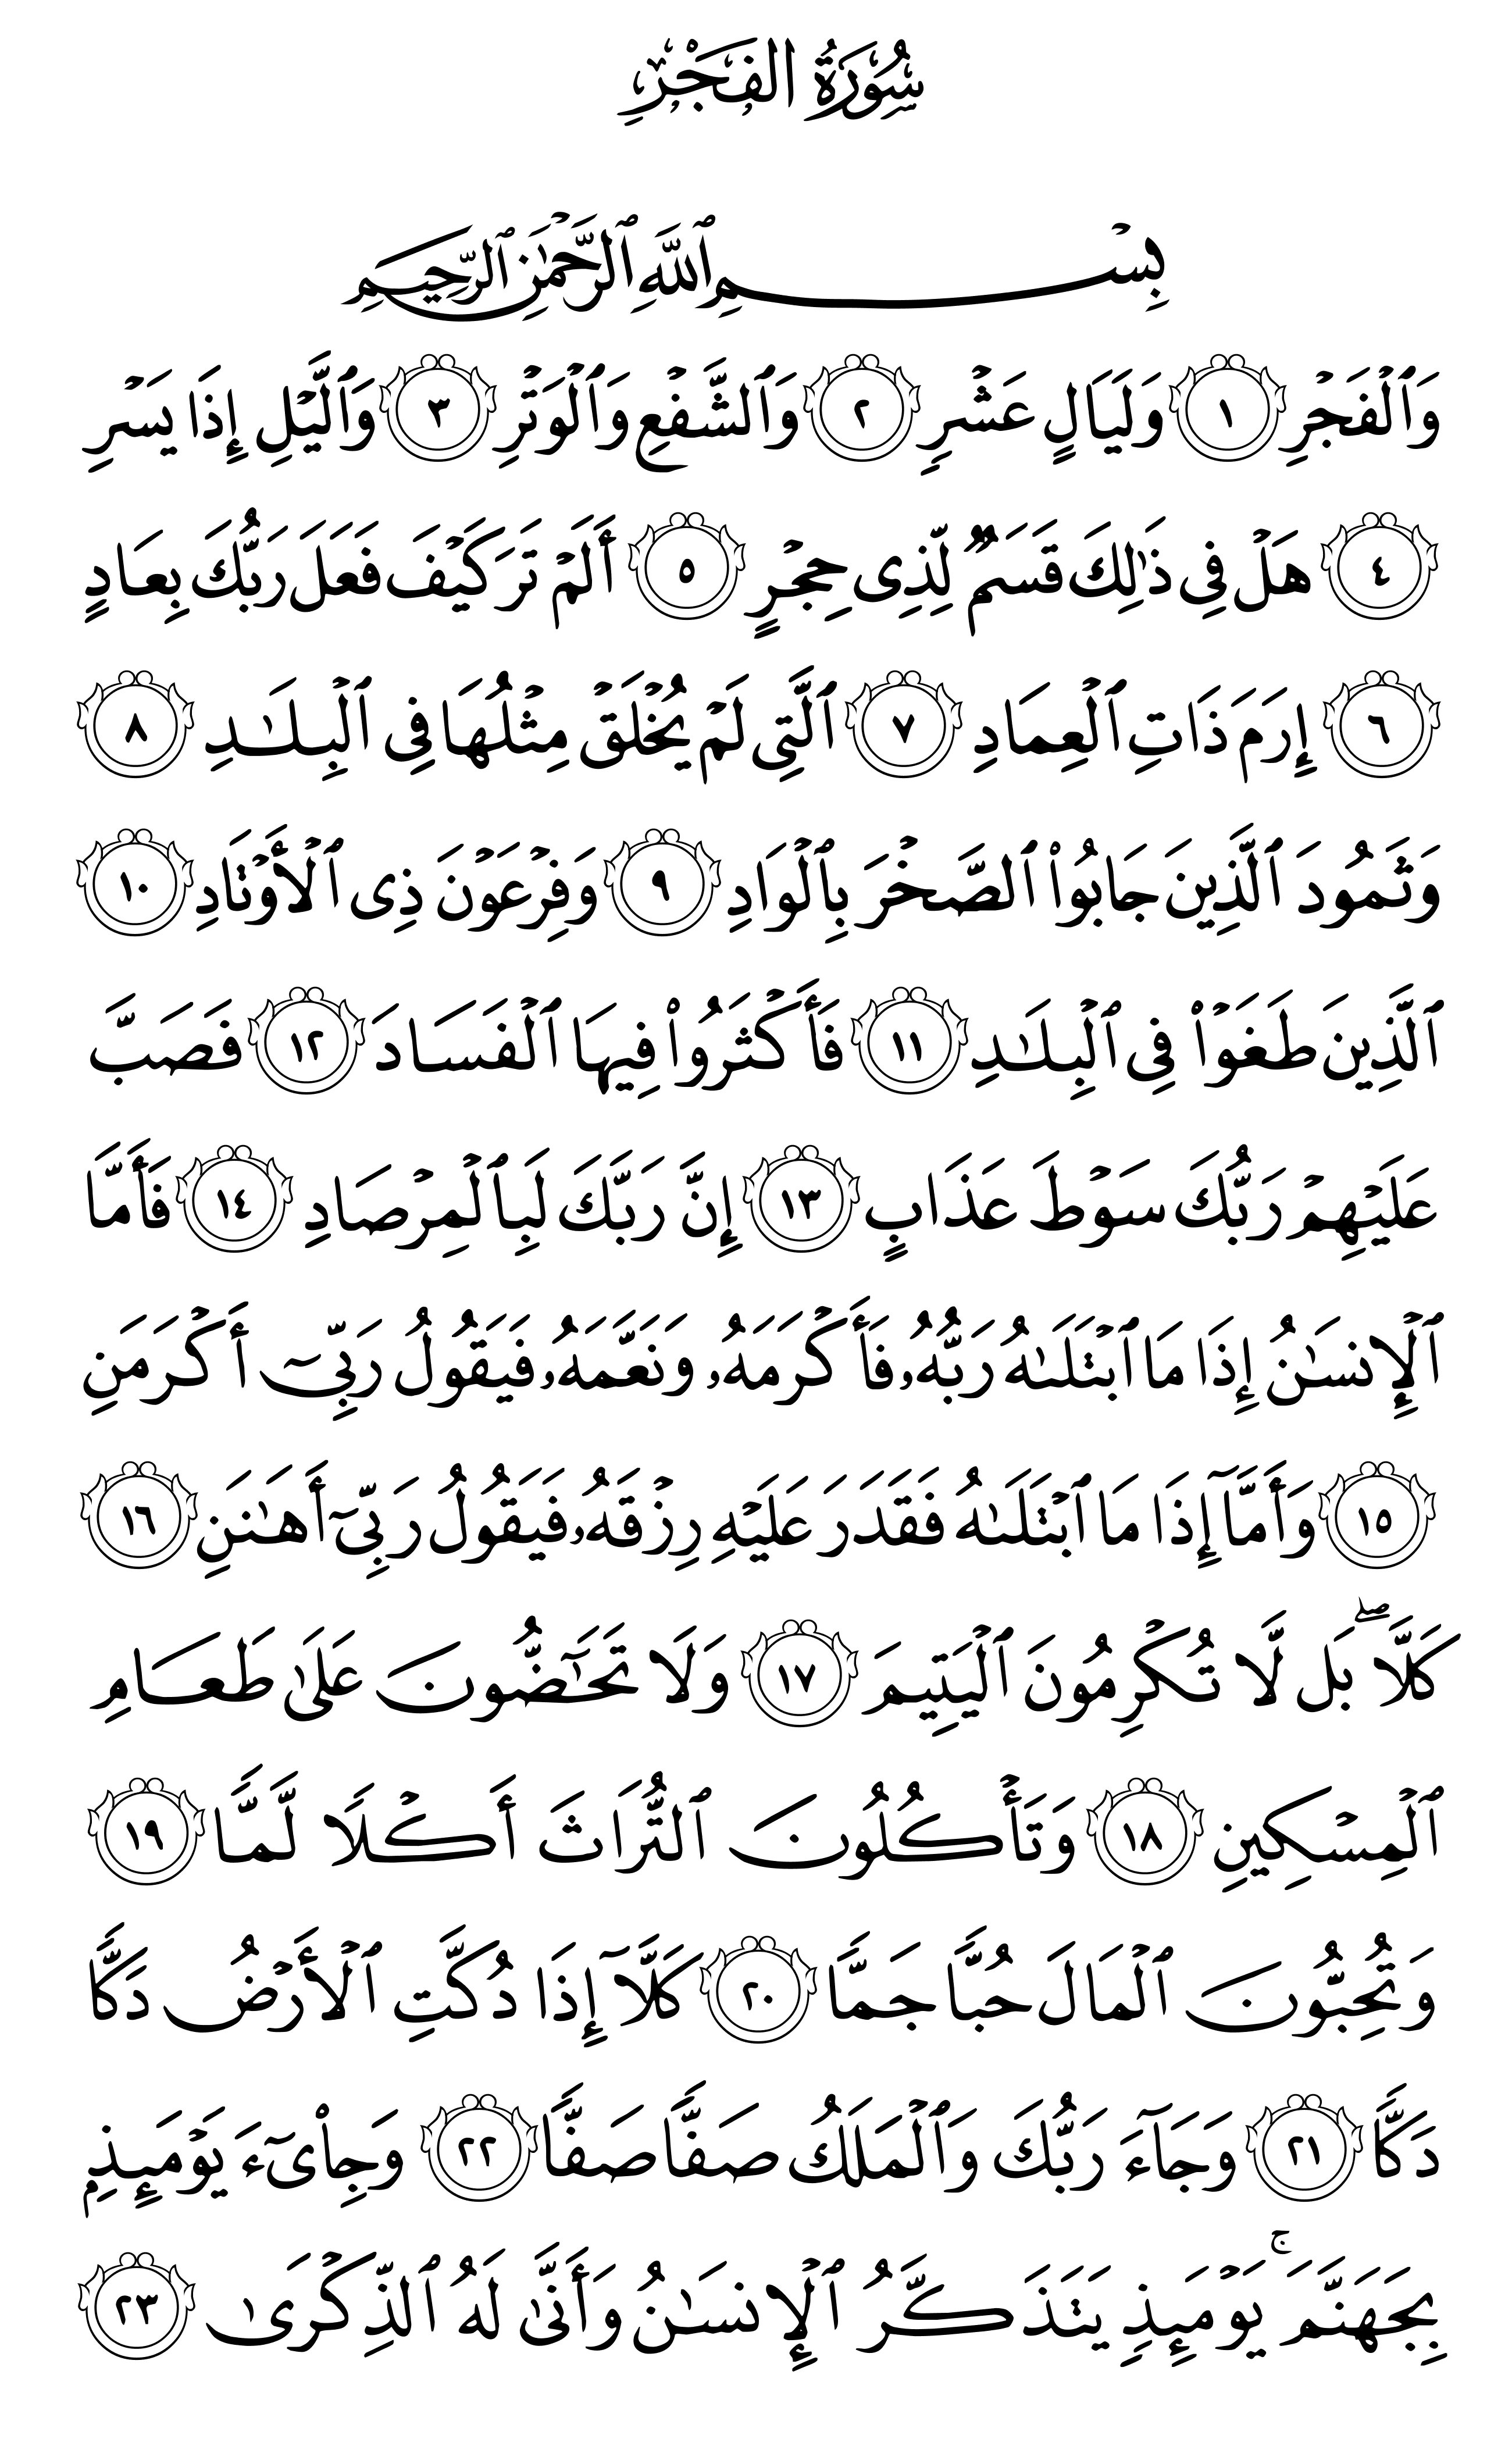 سُورَةُ الفَجْرِ
بِسْمِ ٱللَّهِ ٱلرَّحْمَٰنِ ٱلرَّحِيمِ
وَٱلْفَجْرِ ١ وَلَيَالٍ عَشْرٍ ٢ وَٱلشَّفْعِ وَٱلْوَتْرِ ٣ وَٱلَّيْلِ إِذَا يَسْرِ
٤ هَلْ فِى ذَٰلِكَ قَسَمٌ لِّذِى حِجْرٍ ٥ أَلَمْ تَرَ كَيْفَ فَعَلَ رَبُّكَ بِعَادٍ
٦ إِرَمَ ذَاتِ ٱلْعِمَادِ ٧ ٱلَّتِى لَمْ يُخْلَقْ مِثْلُهَا فِى ٱلْبِلَـٰدِ ٨
وَثَمُودَ ٱلَّذِينَ جَابُوا۟ ٱلصَّخْرَ بِٱلْوَادِ ٩ وَفِرْعَوْنَ ذِى ٱلْأَوْتَادِ ١٠
ٱلَّذِينَ طَغَوْا۟ فِى ٱلْبِلَـٰدِ ١١ فَأَكْثَرُوا۟ فِيهَا ٱلْفَسَادَ ١٢ فَصَبَّ
عَلَيْهِمْ رَبُّكَ سَوْطَ عَذَابٍ ١٣ إِنَّ رَبَّكَ لَبِٱلْمِرْصَادِ ١٤ فَأَمَّا
ٱلْإِنسَـٰنُ إِذَا مَا ٱبْتَلَىٰهُ رَبُّهُۥ فَأَكْرَمَهُۥ وَنَعَّمَهُۥ فَيَقُولُ رَبِّىٓ أَكْرَمَنِ
١٥ وَأَمَّآ إِذَا مَا ٱبْتَلَىٰهُ فَقَدَرَ عَلَيْهِ رِزْقَهُۥ فَيَقُولُ رَبِّىٓ أَهَـٰنَنِ ١٦
كَلَّا ۖ بَل لَّا تُكْرِمُونَ ٱلْيَتِيمَ ١٧ وَلَا تَحَـٰٓضُّونَ عَلَىٰ طَعَامِ
ٱلْمِسْكِينِ ١٨ وَتَأْكُلُونَ ٱلتُّرَاثَ أَكْلًا لَّمًّا ١٩
وَتُحِبُّونَ ٱلْمَالَ حُبًّا جَمًّا ٢٠ كَلَّآ إِذَا دُكَّتِ ٱلْأَرْضُ دَكًّا
دَكًّا ٢١ وَجَآءَ رَبُّكَ وَٱلْمَلَكُ صَفًّا صَفًّا ٢٢ وَجِا۟ىٓءَ يَوْمَئِذٍۭ
بِجَهَنَّمَ ۚ يَوْمَئِذٍ يَتَذَكَّرُ ٱلْإِنسَـٰنُ وَأَنَّىٰ لَهُ ٱلذِّكْرَىٰ ٢٣